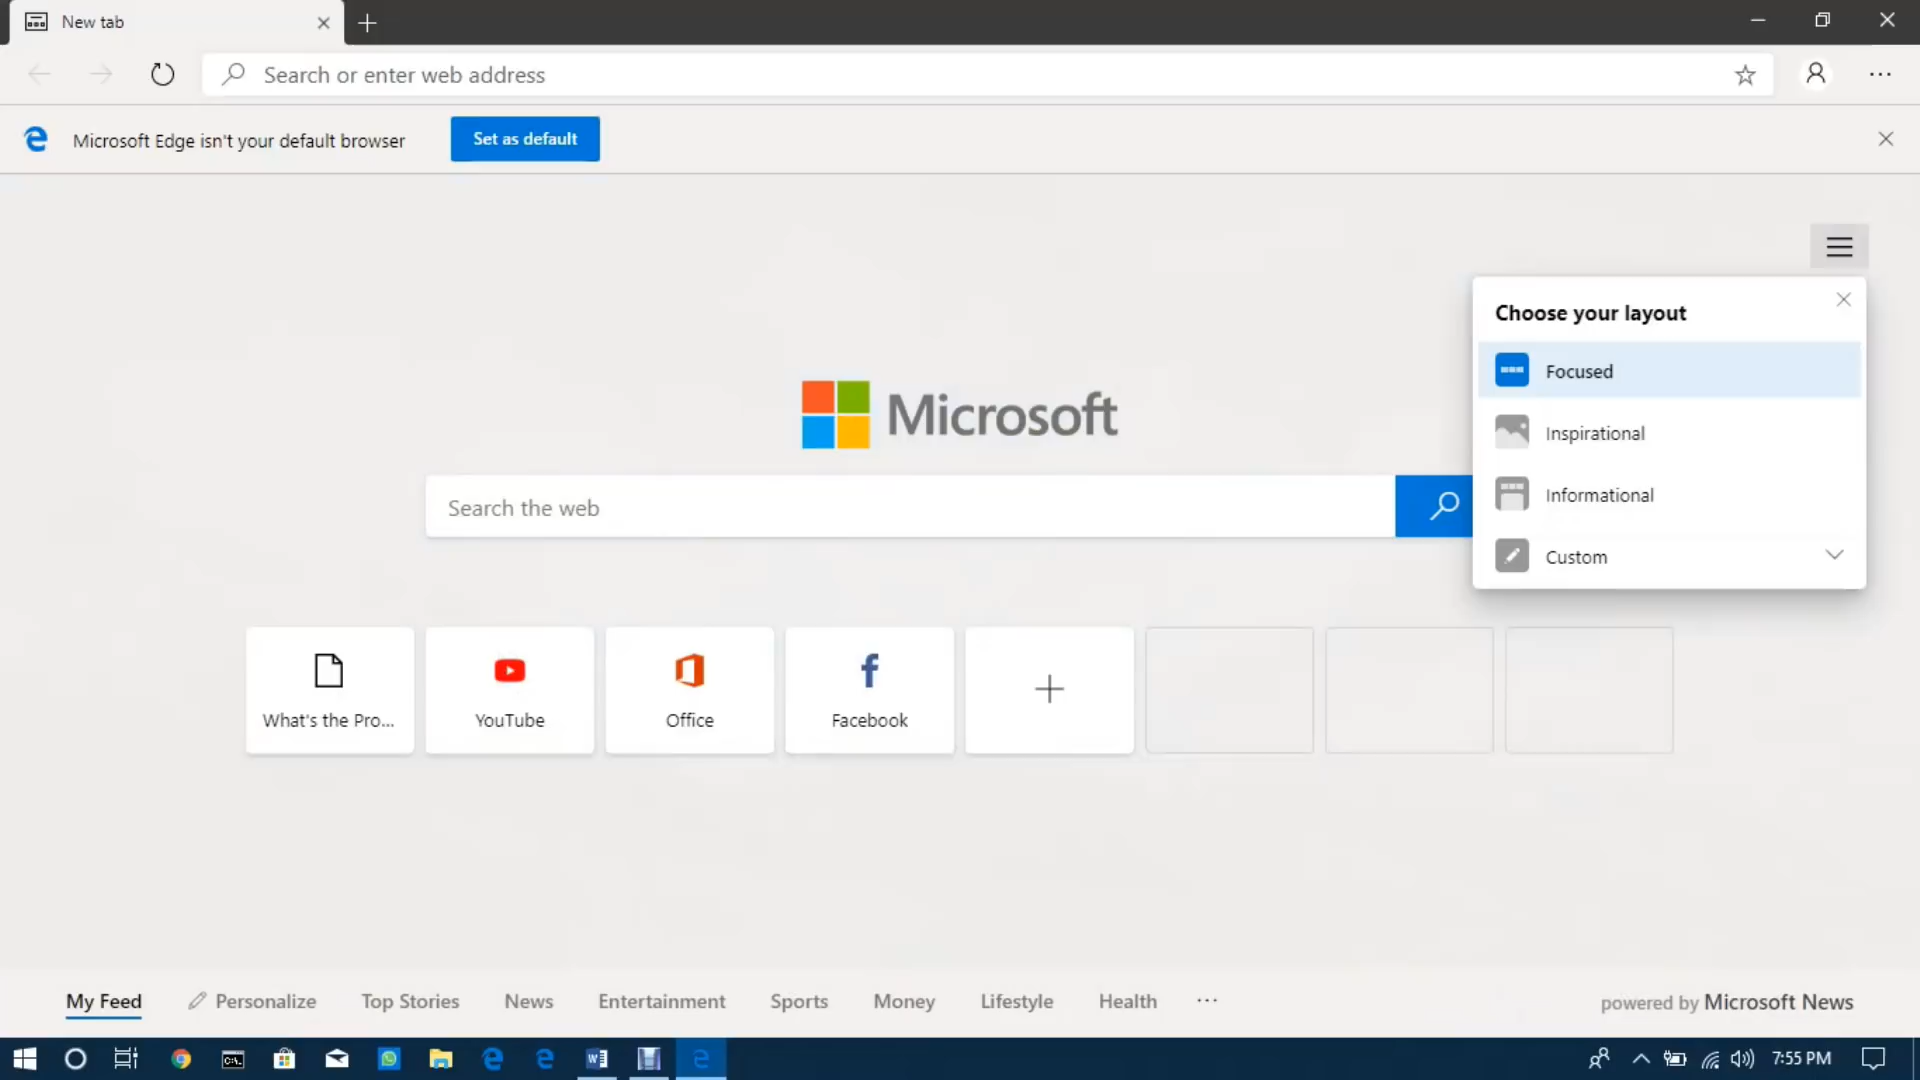 New tab
Search or enter web address
Microsoft Edge isn't your default browser
Set as default
Choose your layout
Focused
Inspirational
Informational
Custom
Microsoft
Search the web
What's the Pro...
YouTube
Office
Facebook
My Feed
Personalize
Top Stories
News
Entertainment
Sports
Money
Lifestyle
Health
powered by Microsoft News
7:55 PM